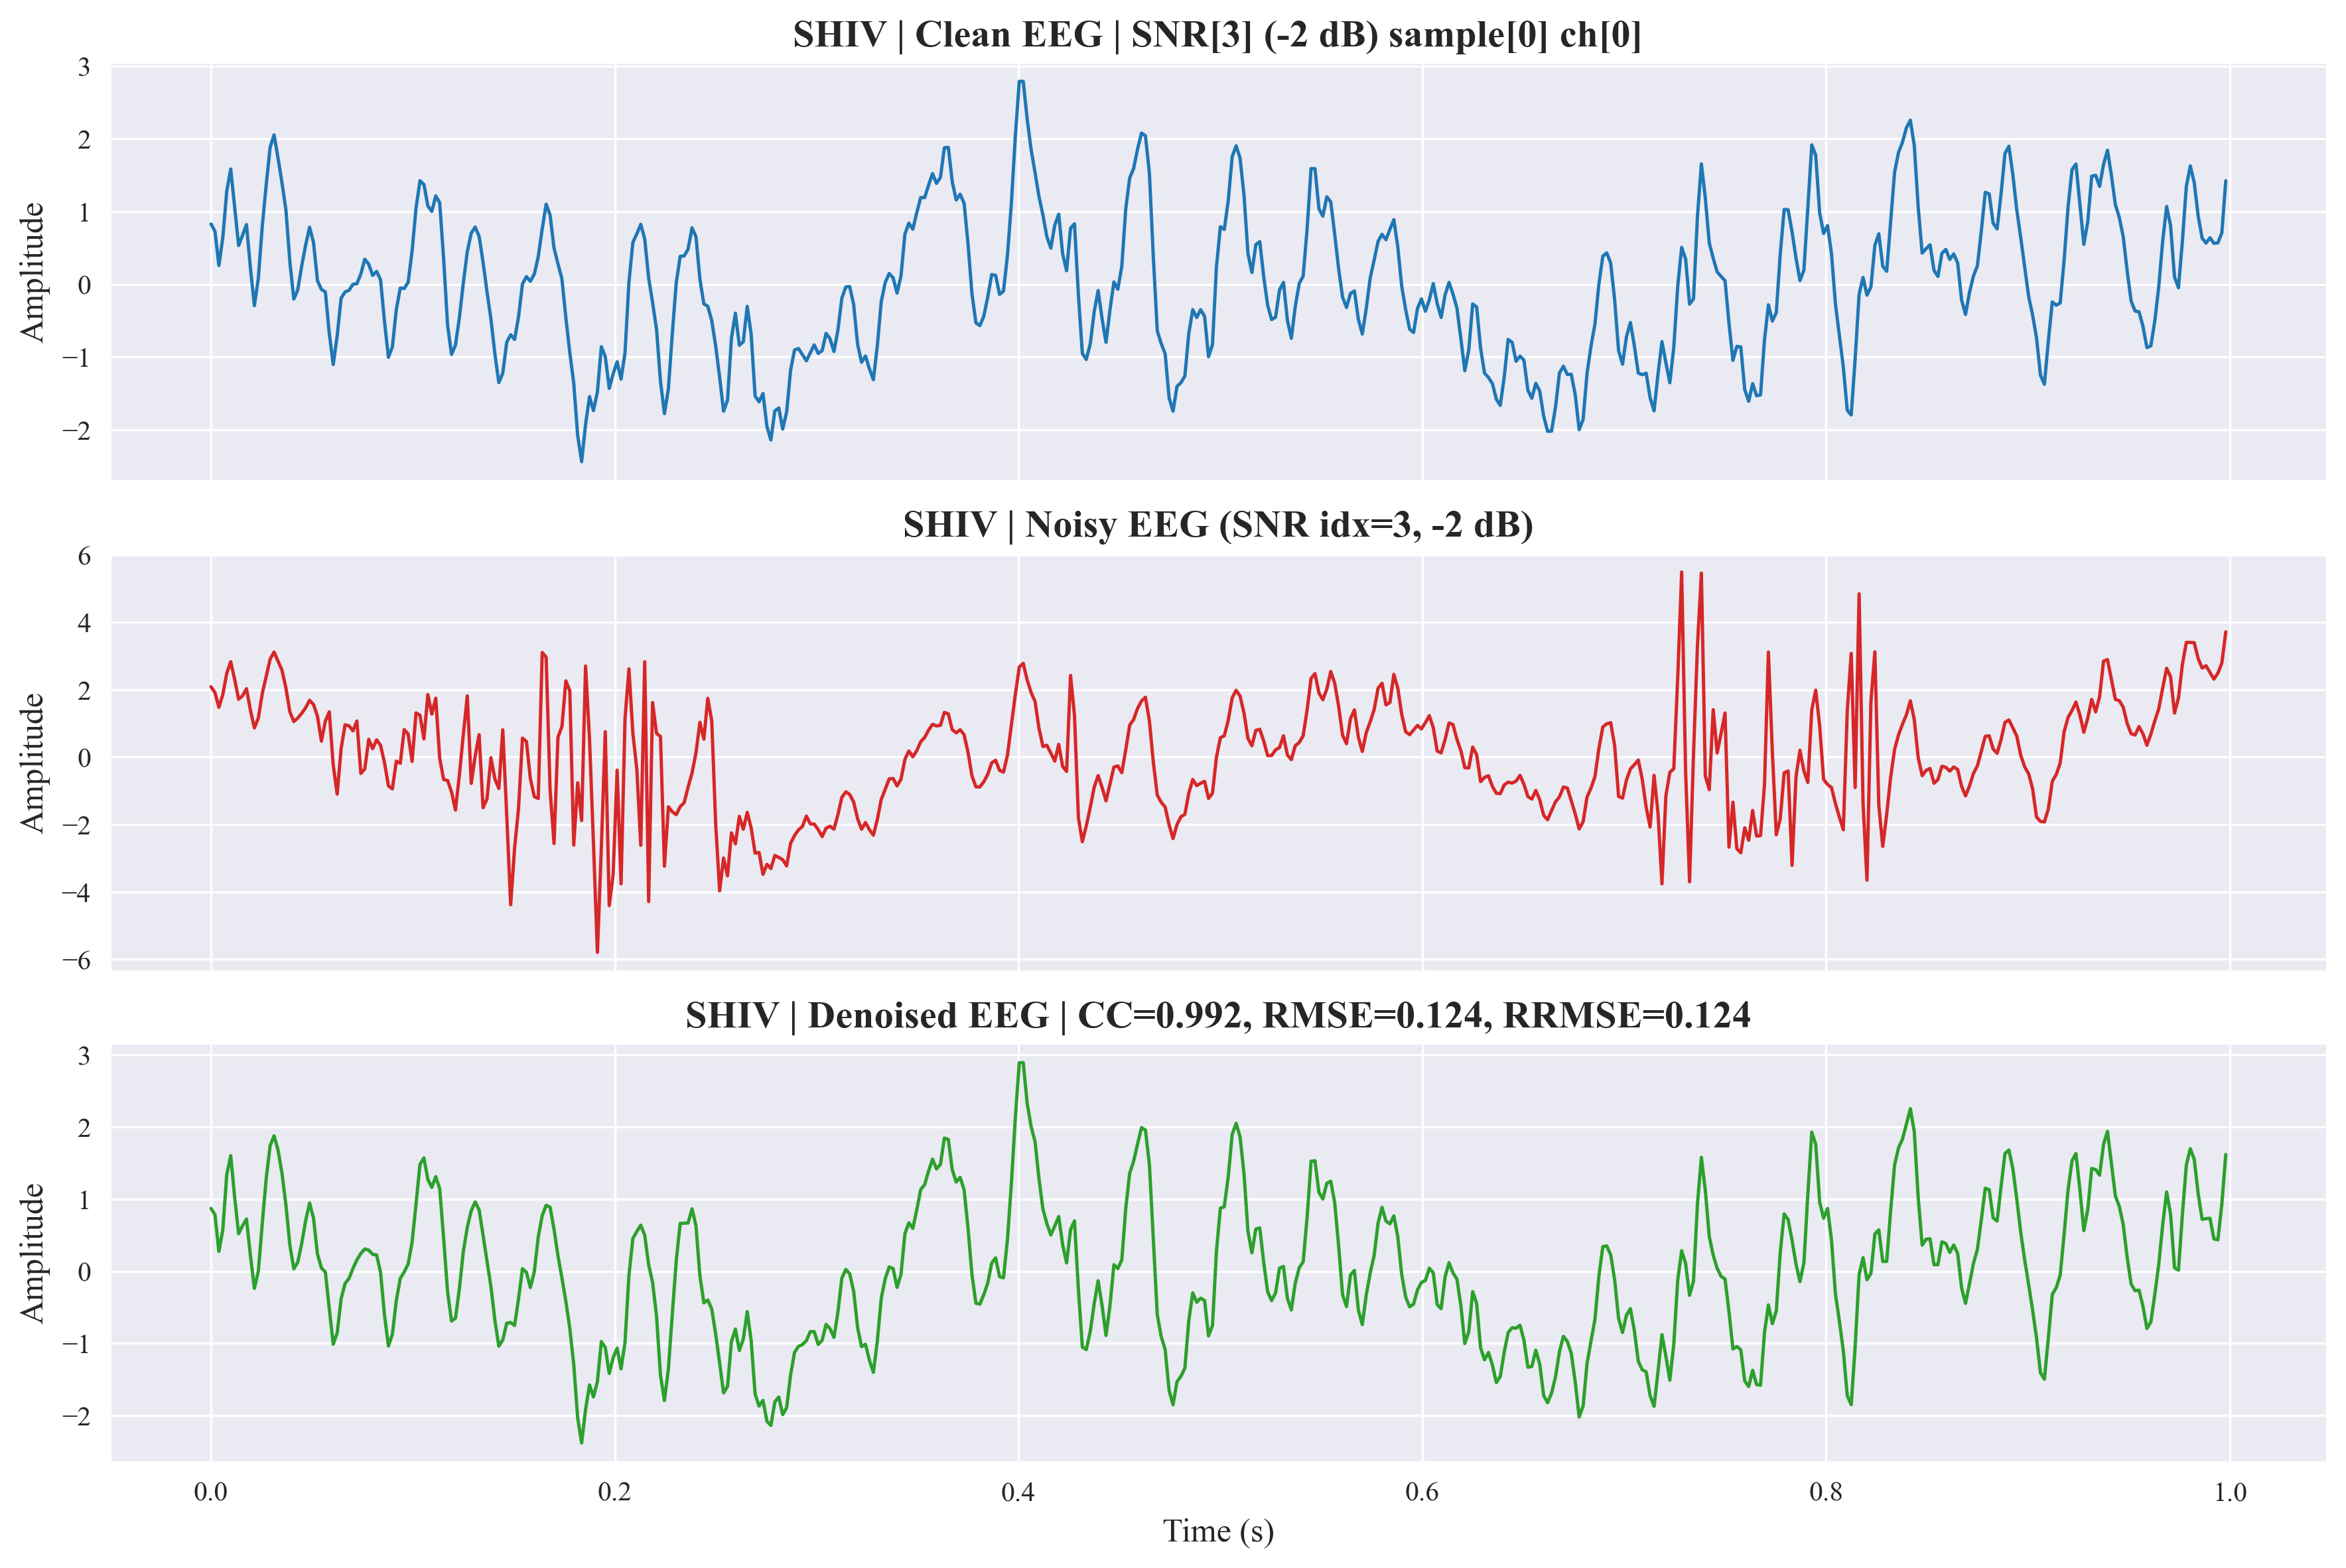 SHIV | Clean EEG | SNR[3] (-2 dB) sample[0] ch[0]
3
2
1
0
−1
−2
Amplitude
SHIV | Noisy EEG (SNR idx=3, -2 dB)
6
4
2
0
−2
−4
−6
Amplitude
SHIV | Denoised EEG | CC=0.992, RMSE=0.124, RRMSE=0.124
3
2
1
0
−1
−2
Amplitude
0.0 0.2 0.4 0.6 0.8 1.0
Time (s)